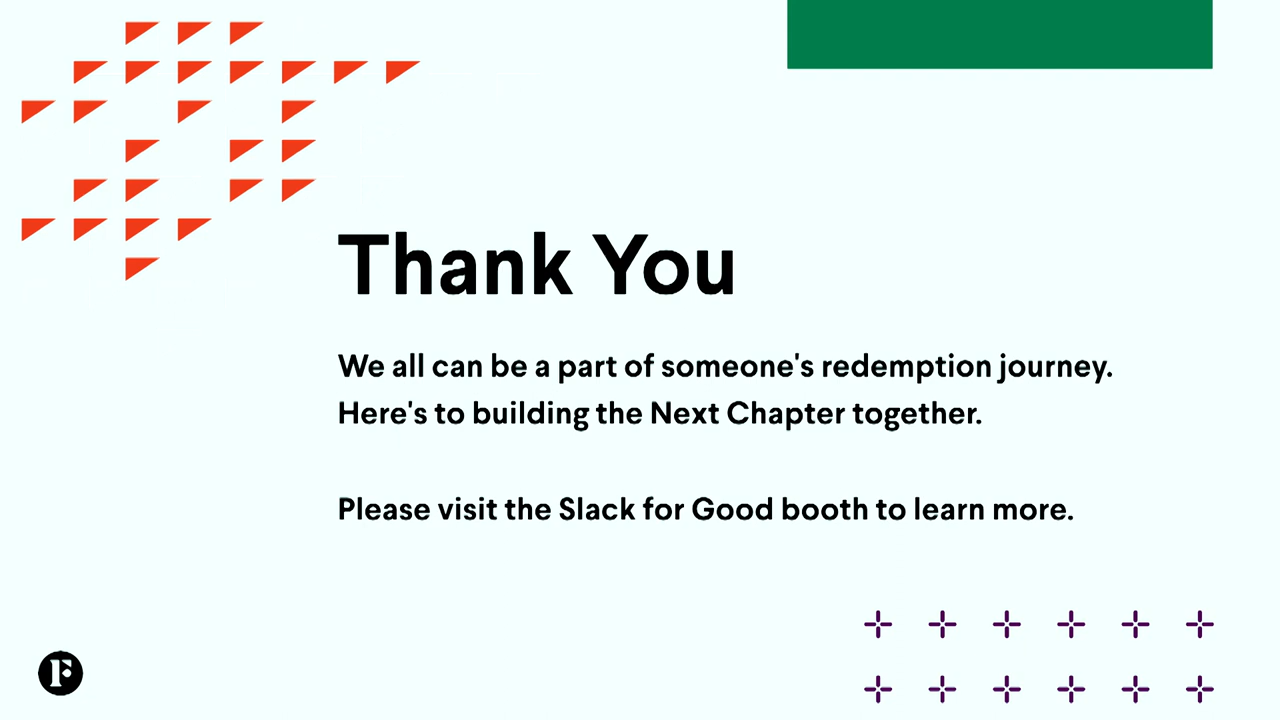 Thank You
We all can be a part of someone's redemption journey.
Here's to building the Next Chapter together.
Please visit the Slack for Good booth to learn more.
F